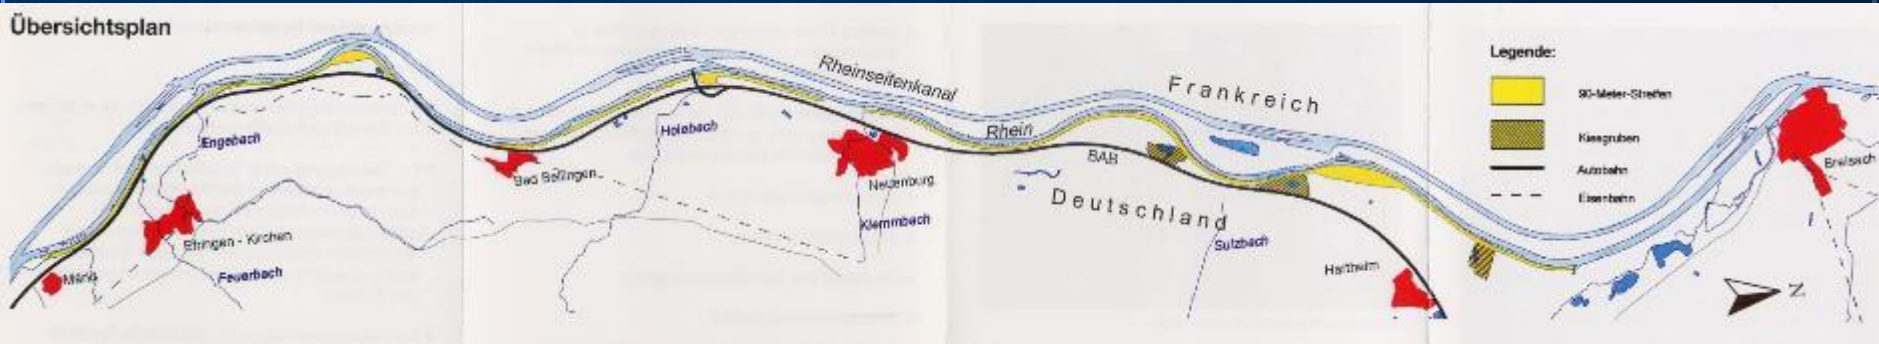 Übersichtsplan
Rheinseitenkanal
Frankreich
Rhein
BAB
Deutschland
Engebach
Efringen - Kirchen
Feuerbach
Bad Bellingen
Holebach
Neuenburg
Klemmbach
Sulzbach
Hartheim
Breisach
N
Legende:
90-Meter-Streifen
Kiesgruben
Autobahn
Eisenbahn